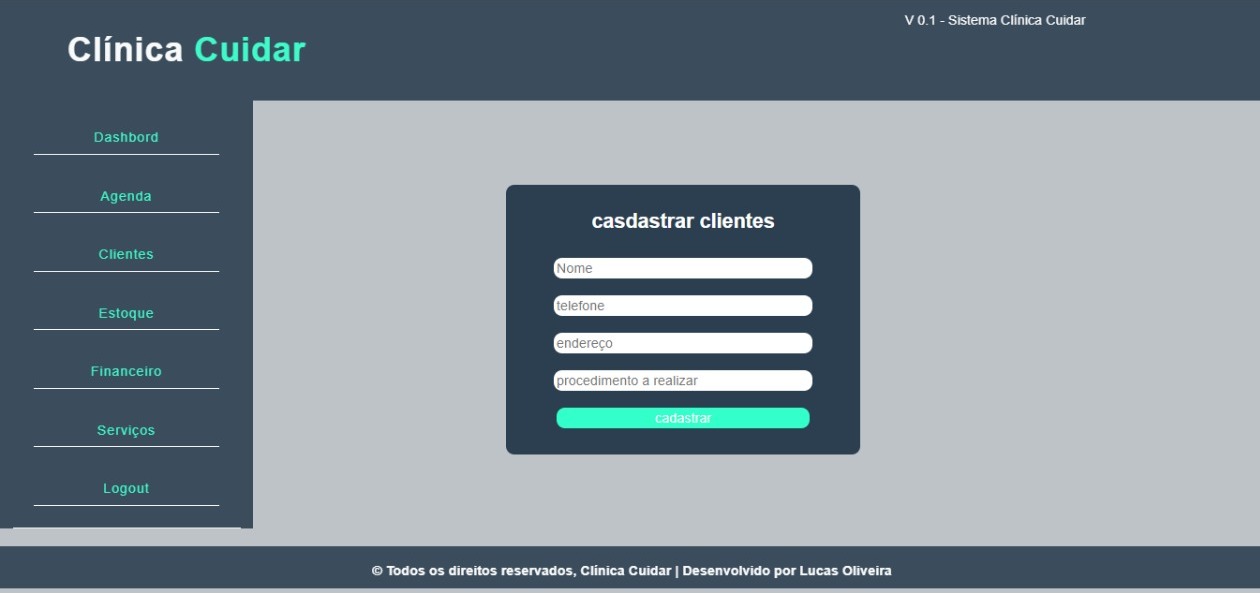 V 0.1 - Sistema Clínica Cuidar
Clínica Cuidar
Dashbord
Agenda
Clientes
Estoque
Financeiro
Serviços
Logout
casdastrar clientes
Nome
telefone
endereço
procedimento a realizar
cadastrar
© Todos os direitos reservados, Clínica Cuidar | Desenvolvido por Lucas Oliveira